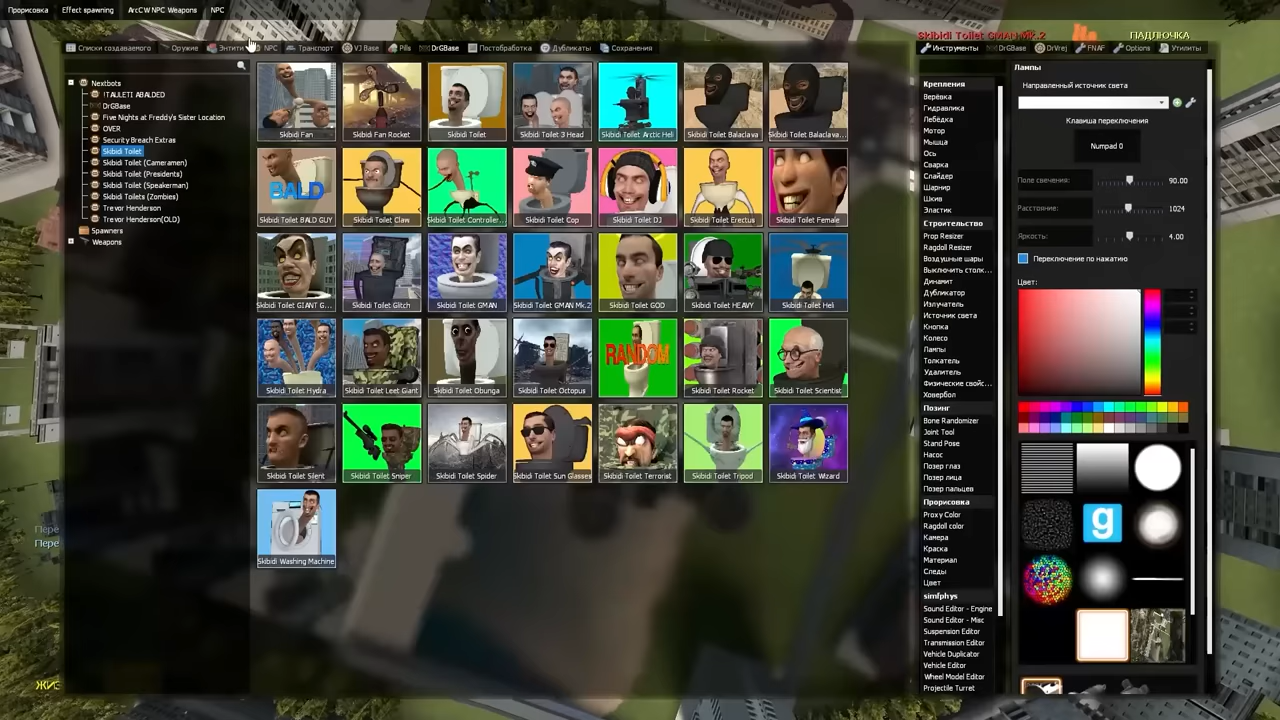 Прорисовка Effect spawning ArcCW NPC Weapons NPC
Skibidi Toilet GMAN Mk.2
ПАДЛЮЧКА
Списки создаваемого Оружие Энтити NPC Транспорт VJ Base Pills DrGBase Постобработка Дубликаты Сохранения
Инструменты DrGBase DrVrej FNAF Options Утилиты
Nextbots
ITAULETI ABALDED
DrGBase
Five Nights at Freddy's Sister Location
OVER
Security Breach Extras
Skibidi Toilet
Skibidi Toilet (Cameramen)
Skibidi Toilet (Presidents)
Skibidi Toilet (Speakerman)
Skibidi Toilets (Zombies)
Trevor Henderson
Trevor Henderson(OLD)
Spawners
Weapons
Skibidi Fan
Skibidi Fan Rocket
Skibidi Toilet
Skibidi Toilet 3 Head
Skibidi Toilet Arctic Heli
Skibidi Toilet Balaclava
Skibidi Toilet Balaclava...
BALD
Skibidi Toilet BALD GUY
Skibidi Toilet Claw
Skibidi Toilet Controller...
Skibidi Toilet Cop
Skibidi Toilet DJ
Skibidi Toilet Erectus
Skibidi Toilet Female
Skibidi Toilet GIANT G...
Skibidi Toilet Glitch
Skibidi Toilet GMAN
Skibidi Toilet GMAN Mk.2
Skibidi Toilet GOD
Skibidi Toilet HEAVY
Skibidi Toilet Heli
RANDOM
Skibidi Toilet Hydra
Skibidi Toilet Leet Giant
Skibidi Toilet Obunga
Skibidi Toilet Octopus
Skibidi Toilet Rocket
Skibidi Toilet Scientist
Skibidi Toilet Silent
Skibidi Toilet Sniper
Skibidi Toilet Spider
Skibidi Toilet Sun Glasses
Skibidi Toilet Terrorist
Skibidi Toilet Tripod
Skibidi Toilet Wizard
Skibidi Washing Machine
Пере
Пере
ЖИС
Крепления
Верёвка
Гидравлика
Лебёдка
Мотор
Мышца
Ось
Сварка
Слайдер
Шарнир
Шкив
Эластик
Строительство
Prop Resizer
Ragdoll Resizer
Воздушные шары
Выключить столк...
Динамит
Дубликатор
Излучатель
Источник света
Кнопка
Колесо
Лампы
Толкатель
Удалитель
Физические свойс...
Ховербол
Позинг
Bone Randomizer
Joint Tool
Stand Pose
Насос
Позер глаз
Позер лица
Позер пальцев
Прорисовка
Proxy Color
Ragdoll color
Камера
Краска
Материал
Следы
Цвет
simfphys
Sound Editor - Engine
Sound Editor - Misc
Suspension Editor
Transmission Editor
Vehicle Duplicator
Vehicle Editor
Wheel Model Editor
Projectile Turret
Лампы
Направленный источник света
Клавиша переключения
Numpad 0
Поле свечения: 90.00
Расстояние: 1024
Яркость: 4.00
Переключение по нажатию
Цвет:
g